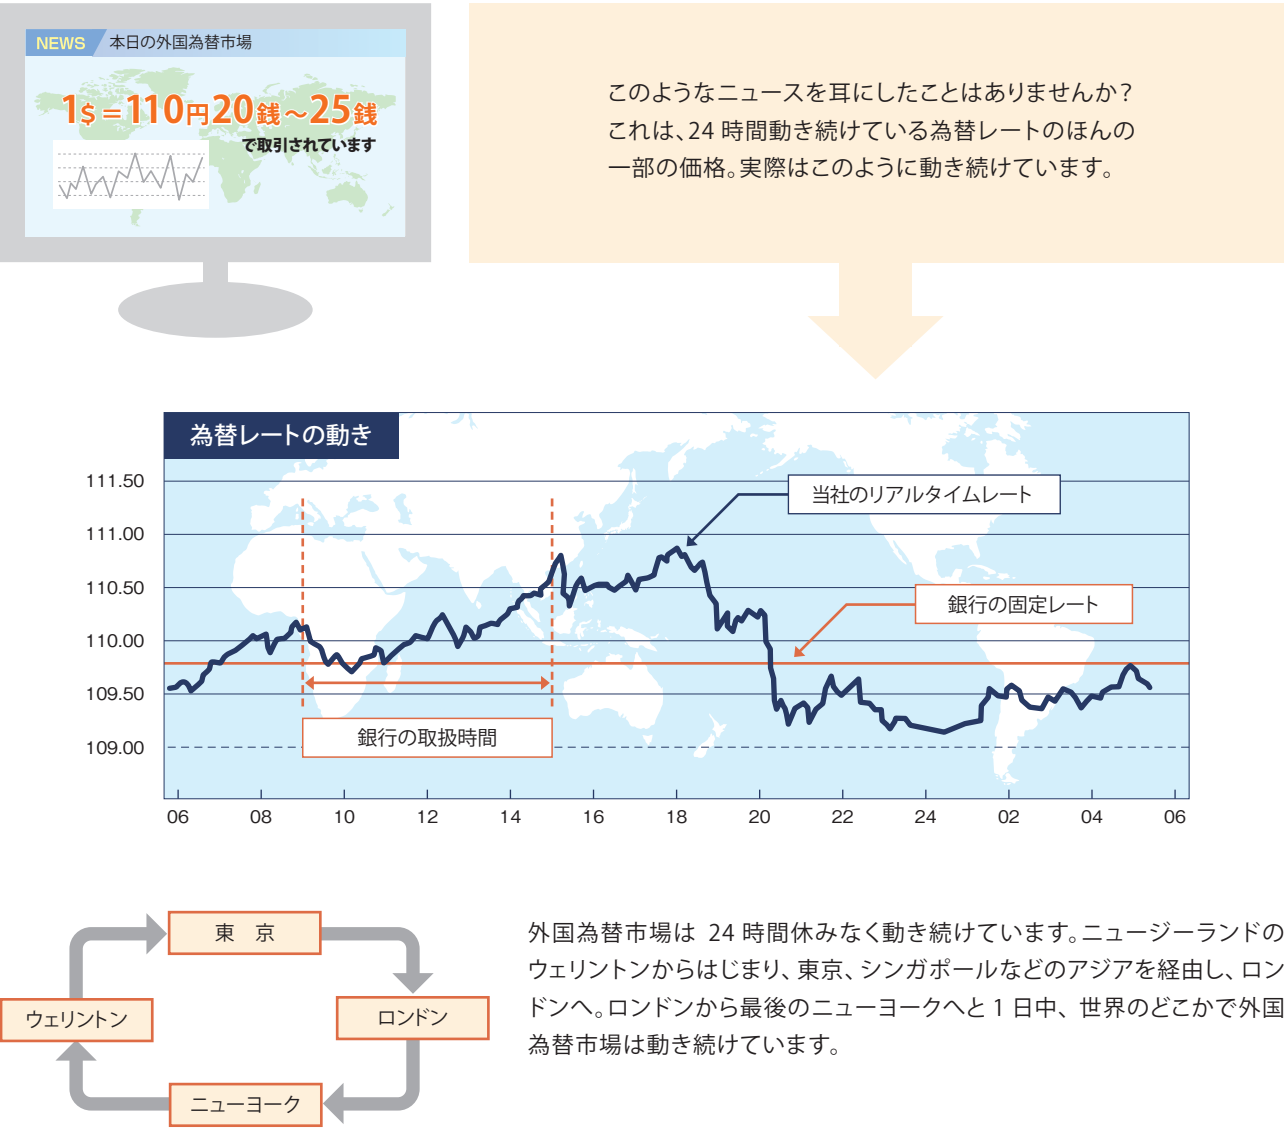 NEWS 本日の外国為替市場
1$=110円20銭～25銭
で取引されています
このようなニュースを耳にしたことはありませんか？
これは、24 時間動き続けている為替レートのほんの
一部の価格。実際はこのように動き続けています。
為替レートの動き
111.50
111.00
110.50
110.00
109.50
109.00
当社のリアルタイムレート
銀行の固定レート
銀行の取扱時間
06 08 10 12 14 16 18 20 22 24 02 04 06
東　京
ウェリントン
ロンドン
ニューヨーク
外国為替市場は 24 時間休みなく動き続けています。ニュージーランドの
ウェリントンからはじまり、東京、シンガポールなどのアジアを経由し、ロン
ドンへ。ロンドンから最後のニューヨークへと 1 日中、世界のどこかで外国
為替市場は動き続けています。